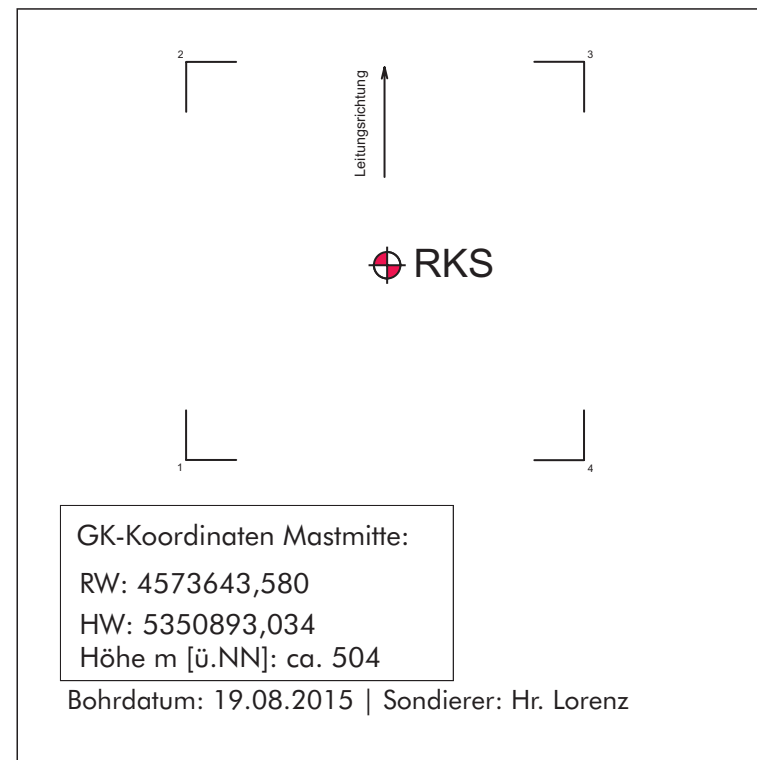 2
3
Leitungsrichtung
RKS
1
4
GK-Koordinaten Mastmitte:
RW: 4573643,580
HW: 5350893,034
Höhe m [ü.NN]: ca. 504
Bohrdatum: 19.08.2015 | Sondierer: Hr. Lorenz